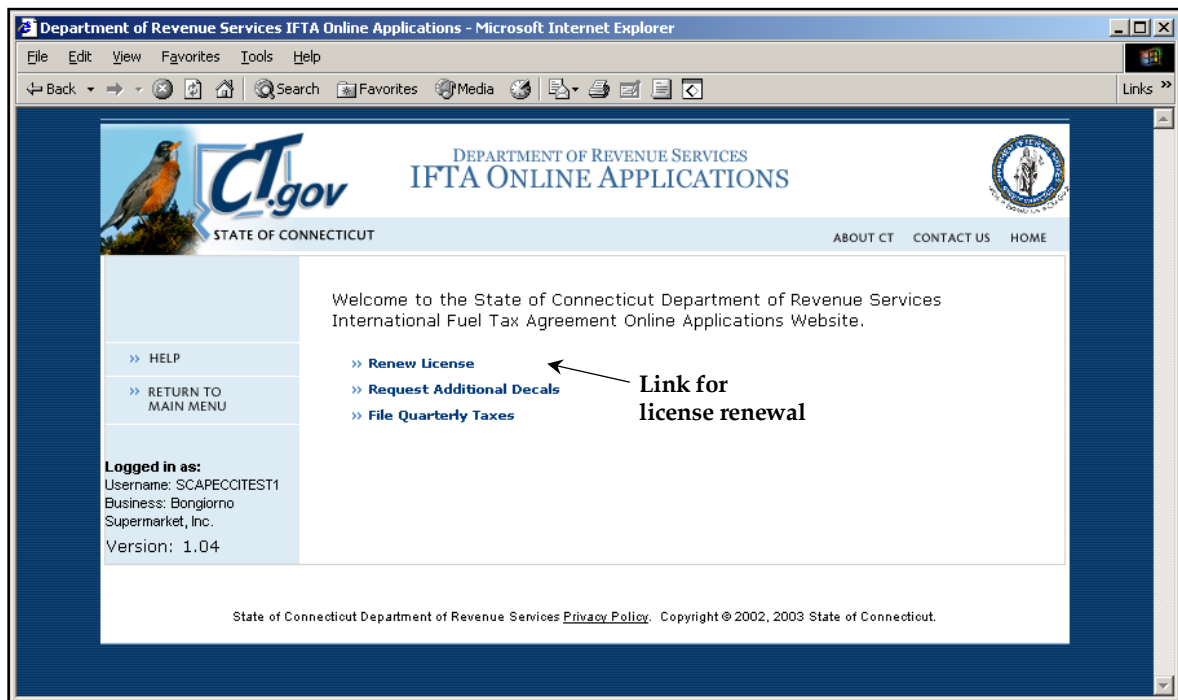 Department of Revenue Services IFTA Online Applications - Microsoft Internet Explorer
File Edit View Favorites Tools Help
Back Search Favorites Media Links »
CT.gov
STATE OF CONNECTICUT
DEPARTMENT OF REVENUE SERVICES
IFTA ONLINE APPLICATIONS
ABOUT CT CONTACT US HOME
Welcome to the State of Connecticut Department of Revenue Services
International Fuel Tax Agreement Online Applications Website.
» HELP
» RETURN TO
MAIN MENU
» Renew License
» Request Additional Decals
» File Quarterly Taxes
Link for
license renewal
Logged in as:
Username: SCAPECCITEST1
Business: Bongiorno
Supermarket, Inc.
Version: 1.04
State of Connecticut Department of Revenue Services Privacy Policy. Copyright © 2002, 2003 State of Connecticut.